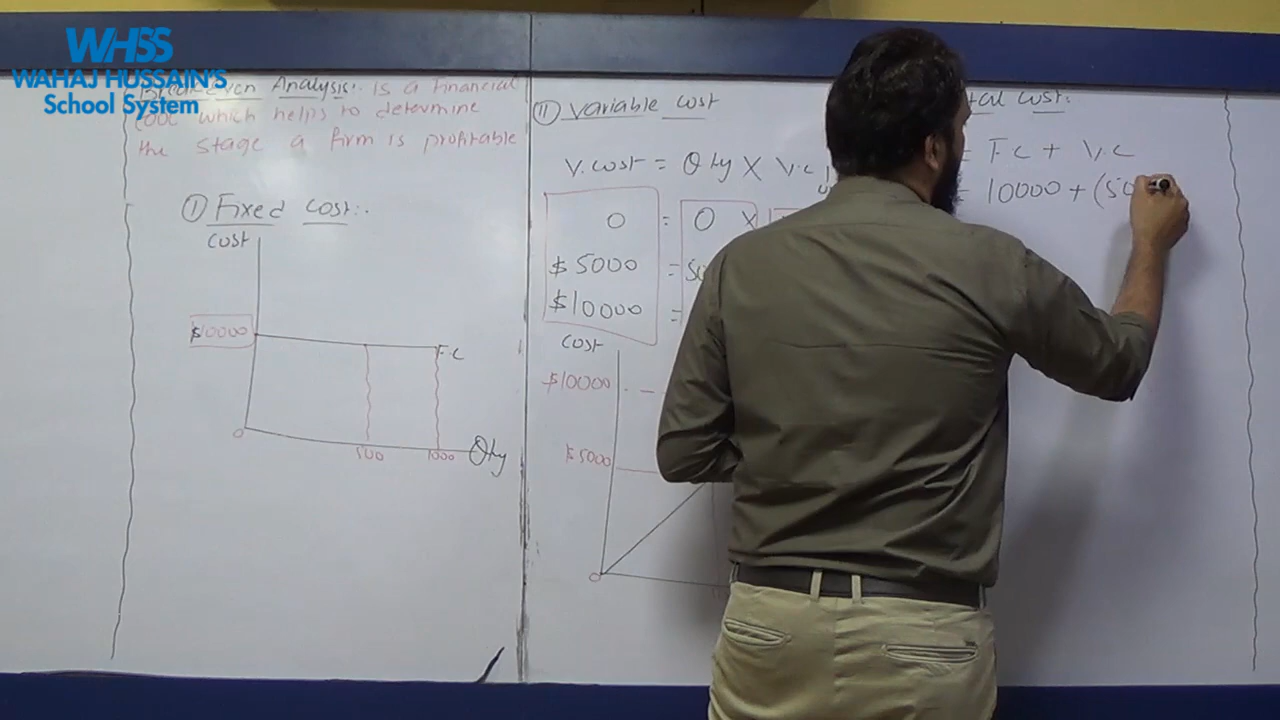 WHSS
WAHAJ HUSSAIN'S
School System
Analysis:. is a financial
which helps to determine
the stage a firm is profitable
① Fixed cost:.
cost
$10000
F.C
0
500 1000 Qty
② Variable cost
V.cost = Qty X V.C
0 = 0 X
$5000 =
$10000 =
cost
$10000
$5000
0
cost:
= F.C + V.C
= 10000 + (50